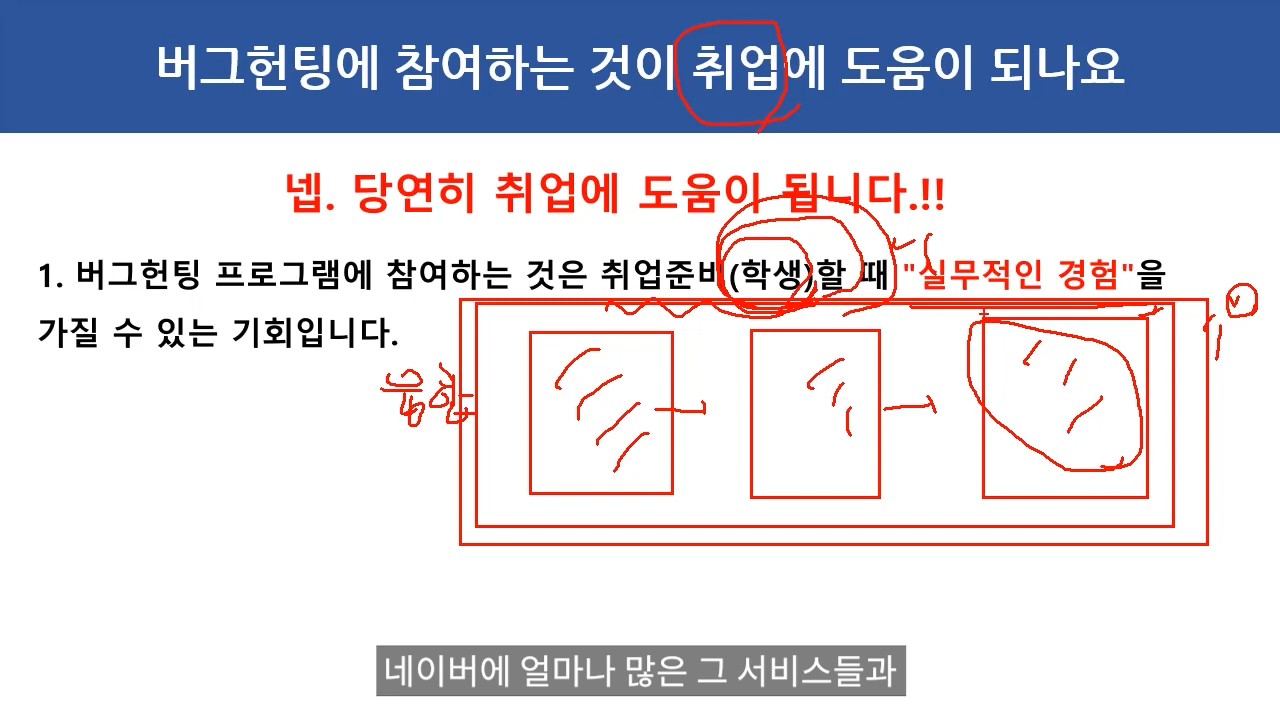 버그헌팅에 참여하는 것이 취업에 도움이 되나요
넵. 당연히 취업에 도움이 됩니다.!!
1. 버그헌팅 프로그램에 참여하는 것은 취업준비(학생)할 때 "실무적인 경험"을
가질 수 있는 기회입니다.
네이버에 얼마나 많은 그 서비스들과